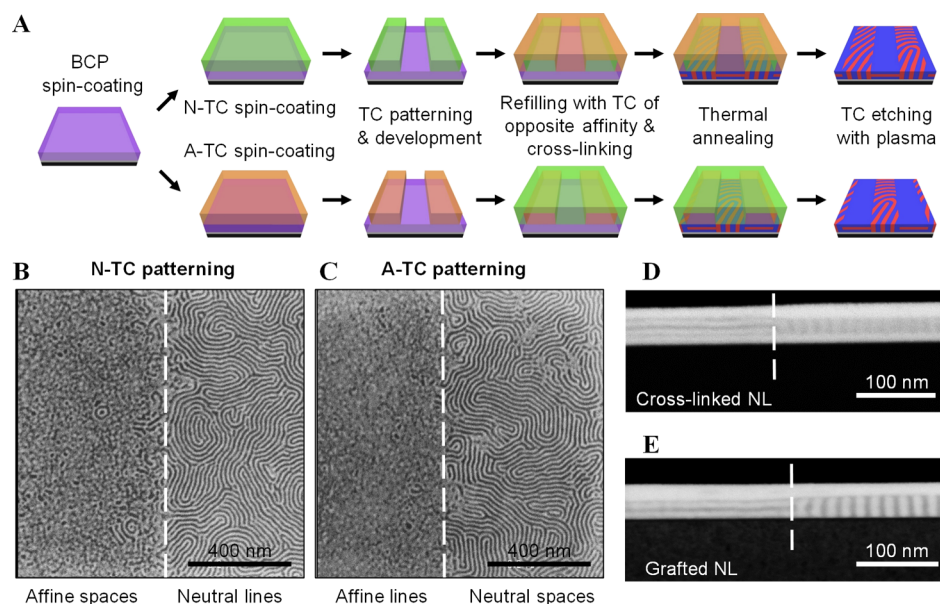 A
BCP
spin-coating
N-TC spin-coating
A-TC spin-coating
TC patterning
& development
Refilling with TC of
opposite affinity &
cross-linking
Thermal
annealing
TC etching
with plasma
B
N-TC patterning
400 nm
Affine spaces
Neutral lines
C
A-TC patterning
400 nm
Affine lines
Neutral spaces
D
Cross-linked NL
100 nm
E
Grafted NL
100 nm